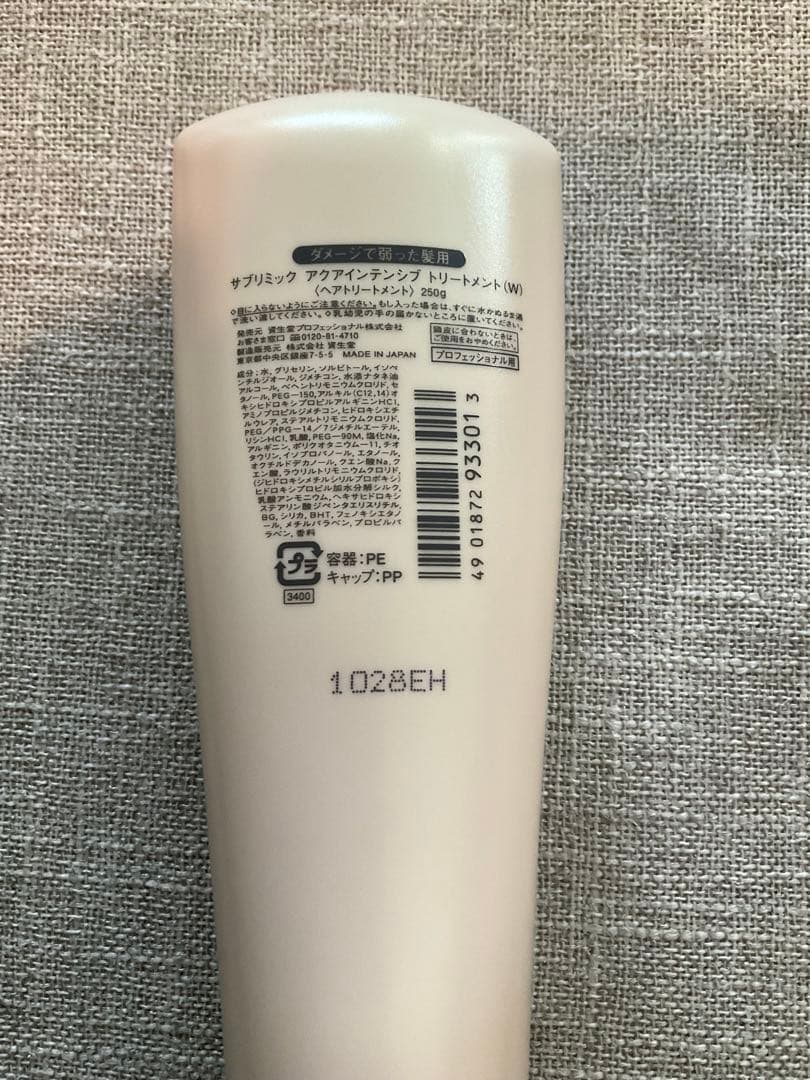 ダメージで弱った髪用
サブリミック アクアインテンシブ トリートメント(W)
〈ヘアトリートメント〉 250g
◇目に入らないようにご注意ください。もし入った場合は、すぐに水かぬるま湯
で洗い流してください。◇乳幼児の手の届かないところに置いてください。
発売元 資生堂プロフェッショナル株式会社
お客さま窓口 0120-81-4710
製造販売元 株式会社 資生堂
東京都中央区銀座7-5-5 MADE IN JAPAN
頭皮に合わないときは、
ご使用をおやめください。
プロフェッショナル用
成分:水, グリセリン, ソルビトール, イソペ
ンチルジオール, ジメチコン, 水添ナタネ油
アルコール, ベヘントリモニウムクロリド, セ
タノール, PEG-150, アルキル(C12,14)オ
キシヒドロキシプロピルアルギニンHCl,
アミノプロピルジメチコン, ヒドロキシエチ
ルウレア, ステアルトリモニウムクロリド,
PEG/PPG-14/7ジメチルエーテル,
リシンHCl, 乳酸, PEG-90M, 塩化Na,
アルギニン, ポリクオタニウム-11, チオ
タウリン, イソプロパノール, エタノール,
オクチルドデカノール, クエン酸Na, ク
エン酸, ラウリルトリモニウムクロリド,
(ジヒドロキシメチルシリルプロポキシ)
ヒドロキシプロピル加水分解シルク,
乳酸アンモニウム, ヘキサヒドロキシ
ステアリン酸ジペンタエリスリチル,
BG, シリカ, BHT, フェノキシエタノ
ール, メチルパラベン, プロピルパ
ラベン, 香料
4 901872 933013
プラ
容器:PE
キャップ:PP
3400
1028EH